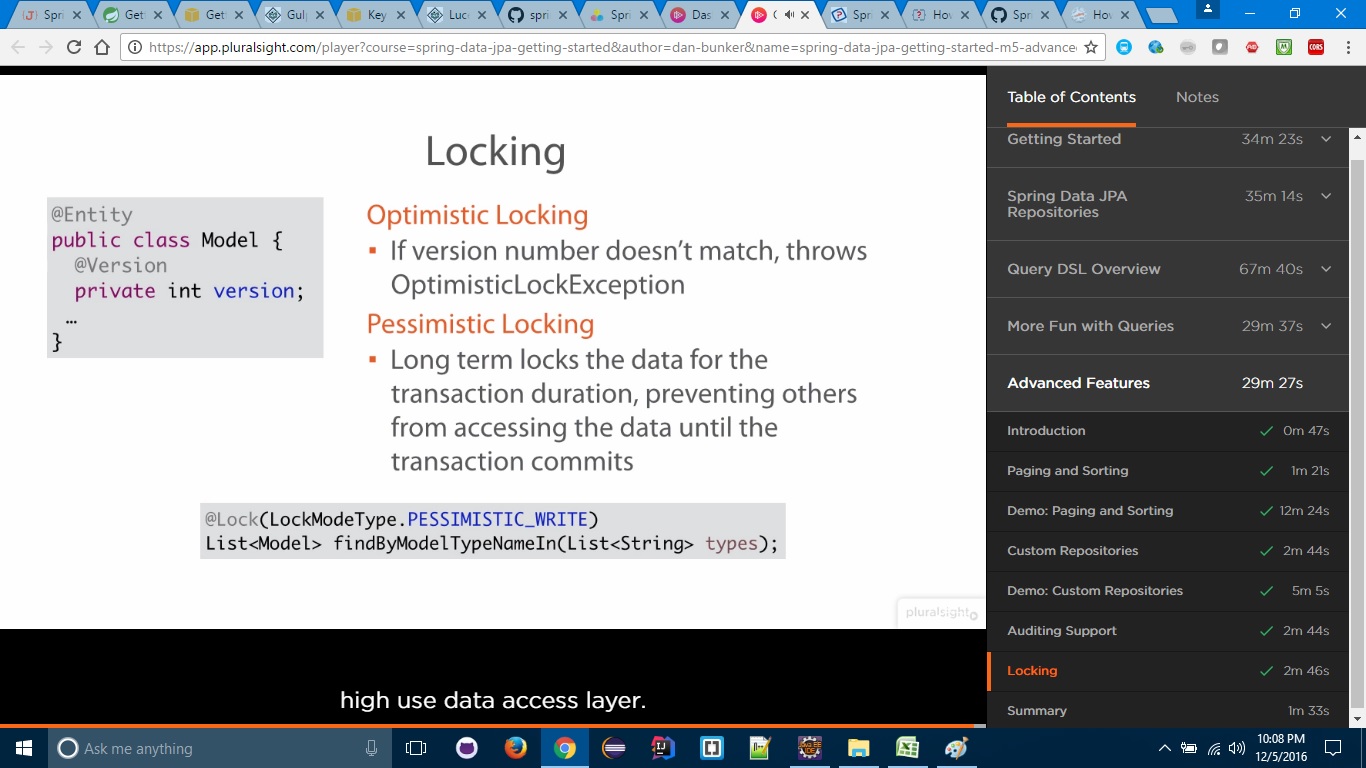 Spri
Gett
Gett
Gulp
Key
Luce
spri
Spri
Das
Spri
How
Spri
How
https://app.pluralsight.com/player?course=spring-data-jpa-getting-started&author=dan-bunker&name=spring-data-jpa-getting-started-m5-advance
CORS
Locking
@Entity
public class Model {
@Version
private int version;
…
}
Optimistic Locking
▪ If version number doesn’t match, throws
OptimisticLockException
Pessimistic Locking
▪ Long term locks the data for the
transaction duration, preventing others
from accessing the data until the
transaction commits
@Lock(LockModeType.PESSIMISTIC_WRITE)
List<Model> findByModelTypeNameIn(List<String> types);
pluralsight
high use data access layer.
Table of Contents Notes
Getting Started 34m 23s
Spring Data JPA
Repositories 35m 14s
Query DSL Overview 67m 40s
More Fun with Queries 29m 37s
Advanced Features 29m 27s
Introduction 0m 47s
Paging and Sorting 1m 21s
Demo: Paging and Sorting 12m 24s
Custom Repositories 2m 44s
Demo: Custom Repositories 5m 5s
Auditing Support 2m 44s
Locking 2m 46s
Summary 1m 33s
Ask me anything
10:08 PM
12/5/2016